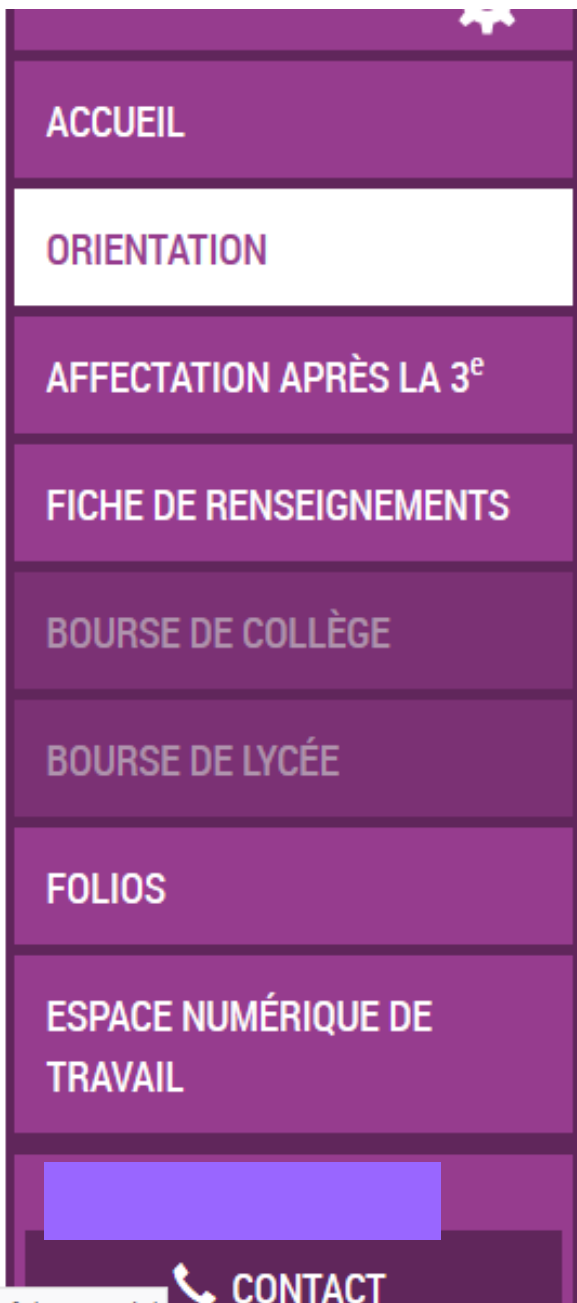 ACCUEIL
ORIENTATION
AFFECTATION APRÈS LA 3e
FICHE DE RENSEIGNEMENTS
BOURSE DE COLLÈGE
BOURSE DE LYCÉE
FOLIOS
ESPACE NUMÉRIQUE DE
TRAVAIL
CONTACT